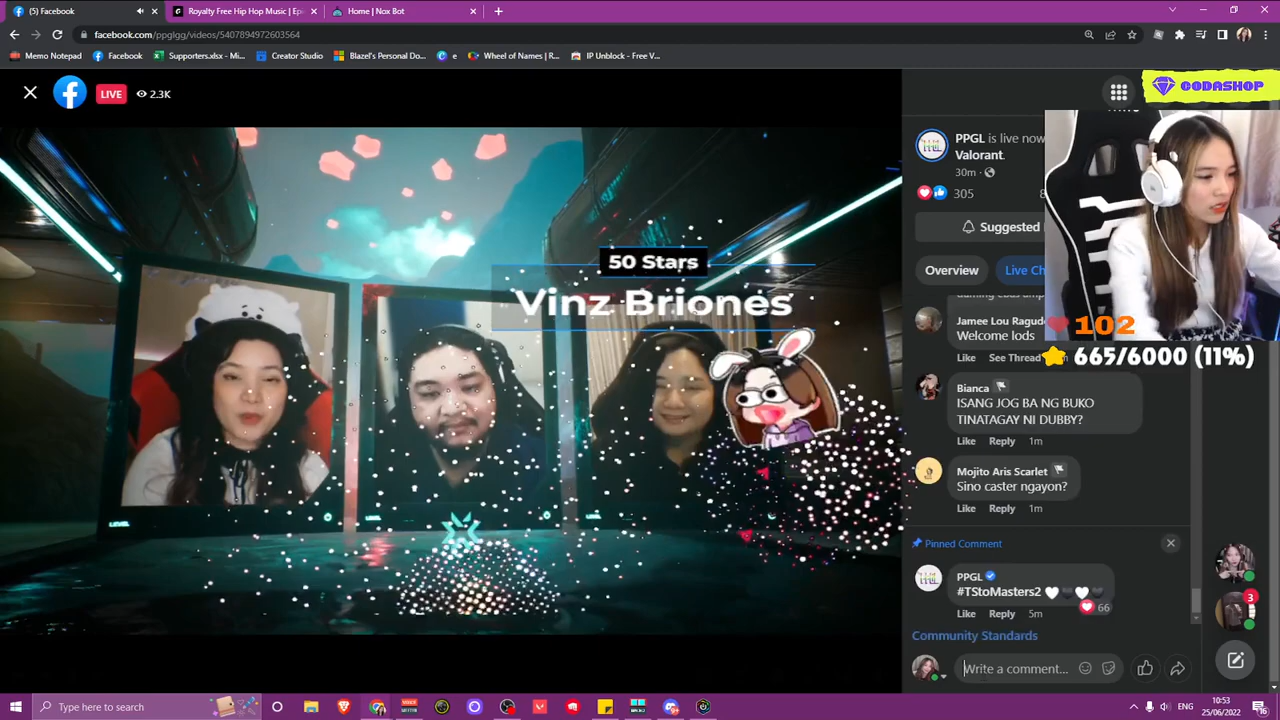 (5) Facebook
Royalty Free Hip Hop Music | Epi
Home | Nox Bot
facebook.com/ppglgg/videos/5407894972603564
Memo Notepad
Facebook
Supporters.xlsx - Mi...
Creator Studio
Blazel's Personal Do...
e
Wheel of Names | R...
IP Unblock - Free V...
LIVE
2.3K
CODASHOP
PPGL is live now
Valorant.
30m
305
Suggested
Overview
Live Ch
50 Stars
Vinz Briones
Jamee Lou Ragud
Welcome lods
Like See Thread
102
665/6000 (11%)
Bianca
ISANG JOG BA NG BUKO
TINATAGAY NI DUBBY?
Like Reply 1m
Mojito Aris Scarlet
Sino caster ngayon?
Like Reply 1m
Pinned Comment
PPGL
#TStoMasters2
66
Like Reply 5m
Community Standards
Write a comment...
3
Type here to search
ENG
10:53
25/06/2022
16